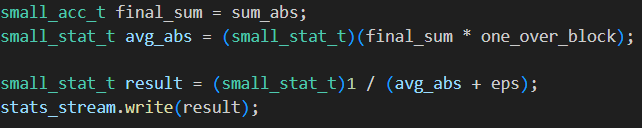 small_acc_t final_sum = sum_abs;
small_stat_t avg_abs = (small_stat_t)(final_sum * one_over_block);
small_stat_t result = (small_stat_t)1 / (avg_abs + eps);
stats_stream.write(result);